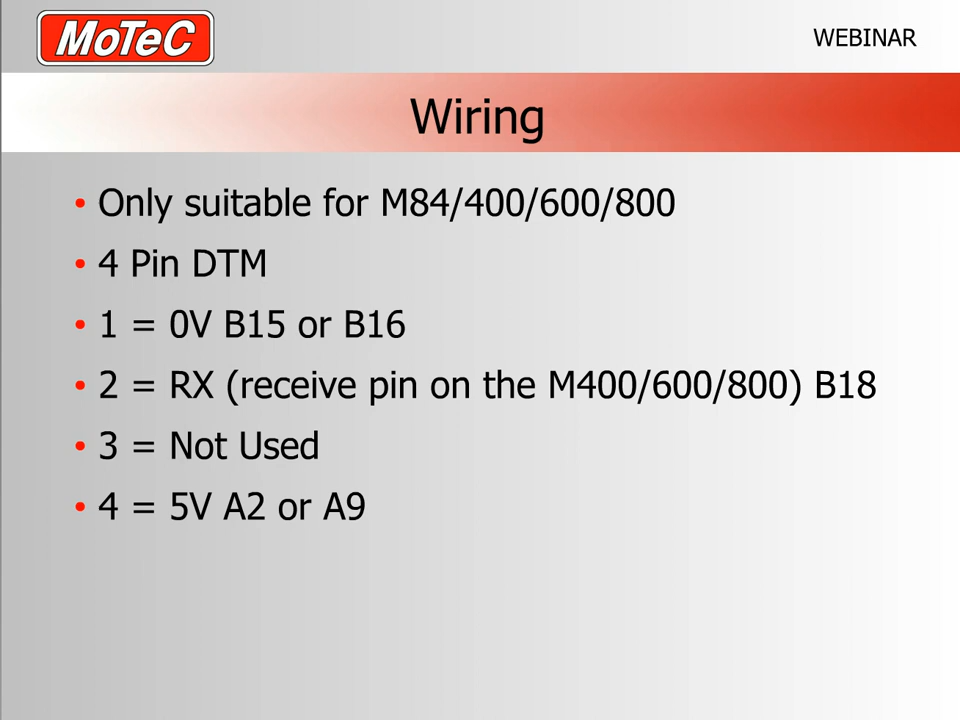 MoTeC
WEBINAR
Wiring
• Only suitable for M84/400/600/800
• 4 Pin DTM
• 1 = 0V B15 or B16
• 2 = RX (receive pin on the M400/600/800) B18
• 3 = Not Used
• 4 = 5V A2 or A9